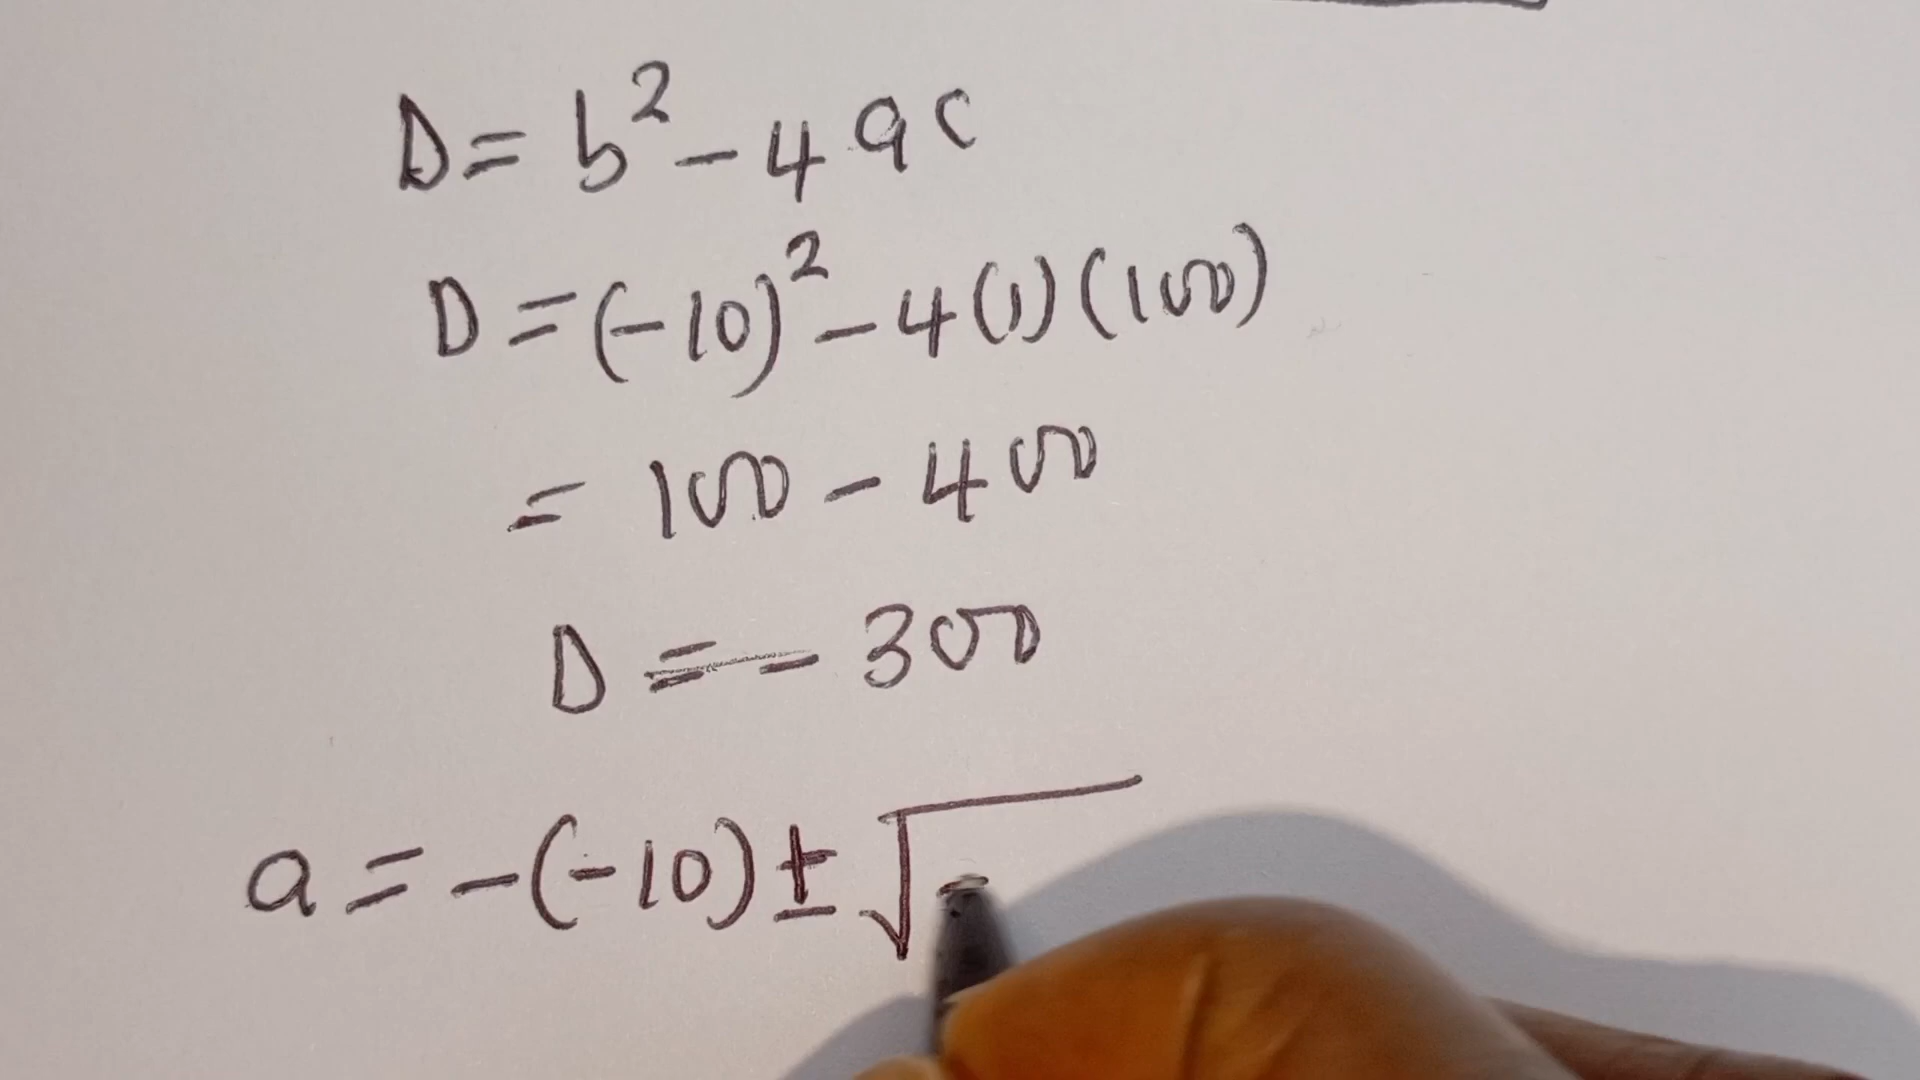 D = b² - 4ac
D = (-10)² - 4(1)(100)
= 100 - 400
D = -300
a = -(-10) ± √-